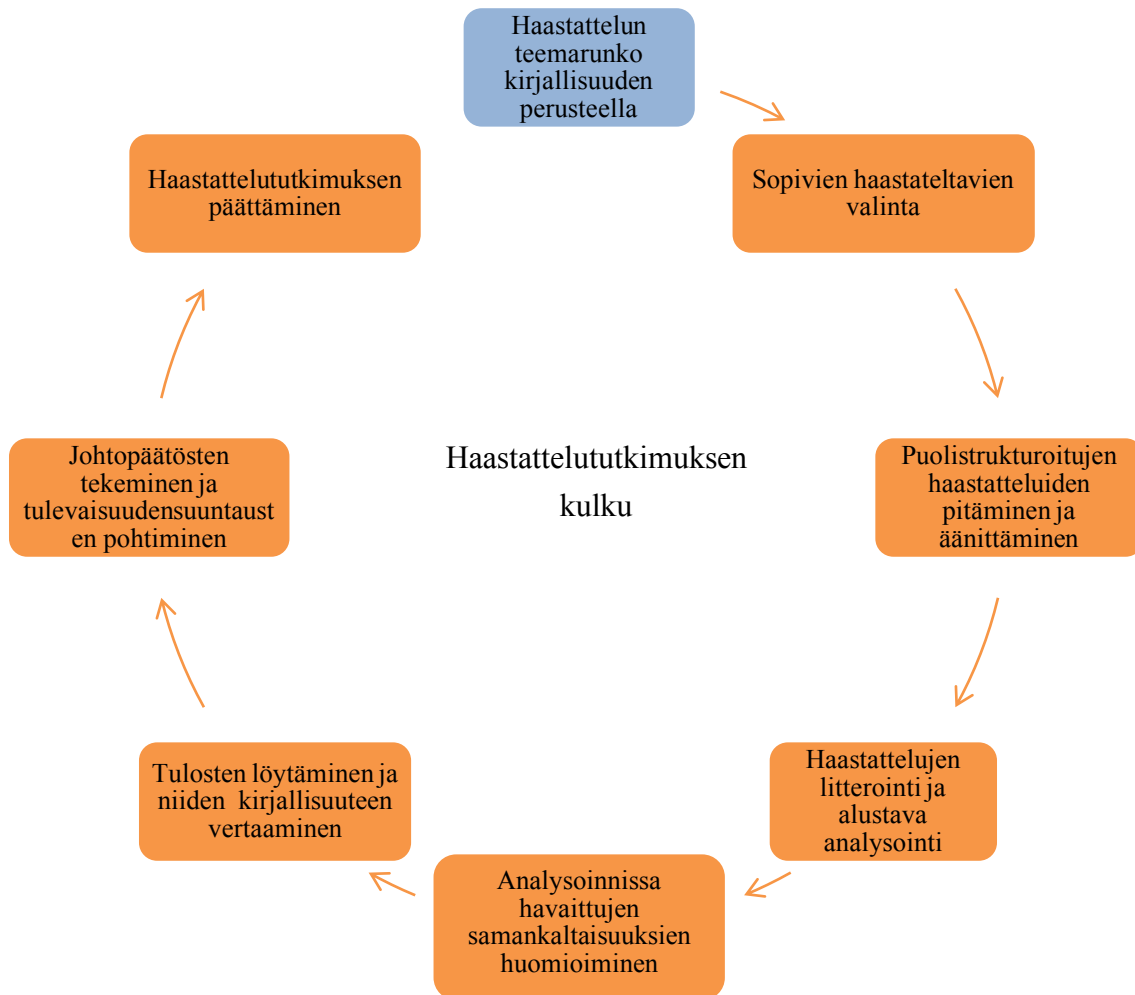 Haastattelun
teemarunko
kirjallisuuden
perusteella
Sopivien haastateltavien
valinta
Puolistrukturoitujen
haastatteluiden
pitäminen ja
äänittäminen
Haastattelujen
litterointi ja
alustava
analysointi
Analysoinnissa
havaittujen
samankaltaisuuksien
huomioiminen
Tulosten löytäminen ja
niiden kirjallisuuteen
vertaaminen
Johtopäätösten
tekeminen ja
tulevaisuudensuuntaust
en pohtiminen
Haastattelututkimuksen
päättäminen
Haastattelututkimuksen
kulku